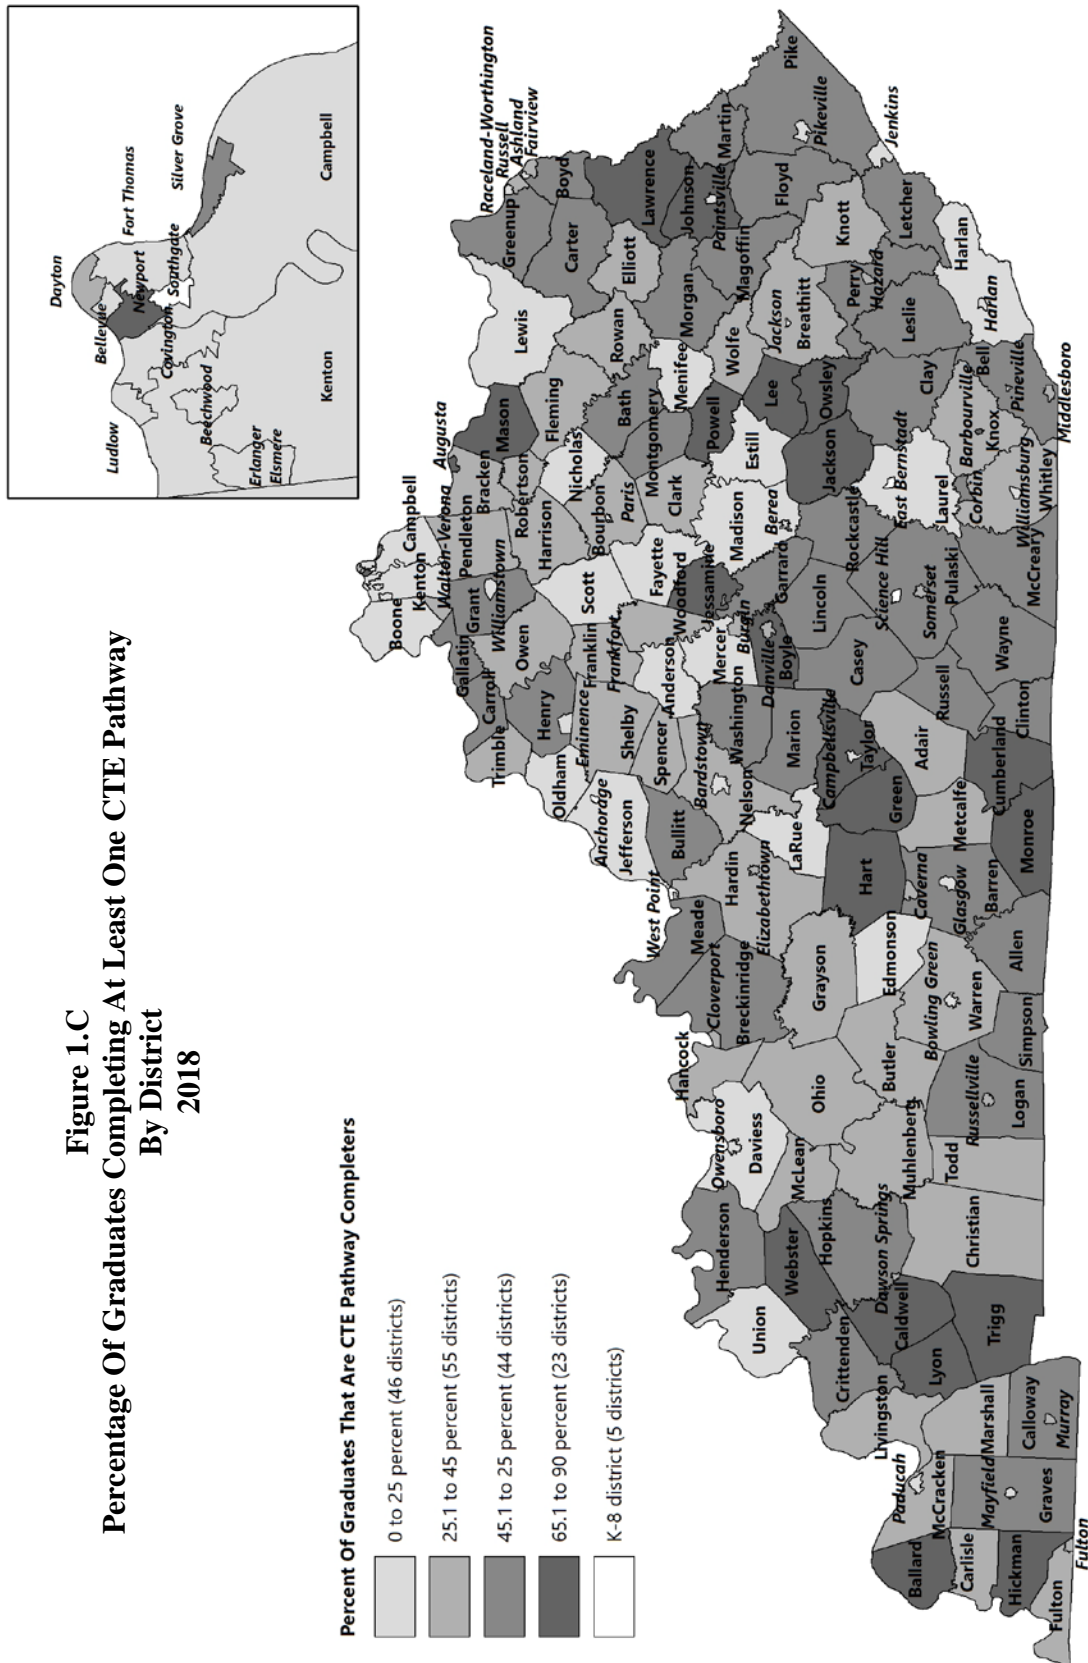 Figure 1.C
Percentage Of Graduates Completing At Least One CTE Pathway
By District
2018
Percent Of Graduates That Are CTE Pathway Completers
0 to 25 percent (46 districts)
25.1 to 45 percent (55 districts)
45.1 to 25 percent (44 districts)
65.1 to 90 percent (23 districts)
K-8 district (5 districts)
Ludlow
Bellevue
Dayton
Fort Thomas
Newport
Silver Grove
Southgate
Covington
Beechwood
Erlanger
Elsmere
Kenton
Campbell
Boone
Kenton
Campbell
Walton-Verona
Augusta
Gallatin
Grant
Pendleton
Bracken
Mason
Lewis
Greenup
Raceland-Worthington
Russell
Ashland
Fairview
Boyd
Trimble
Carroll
Owen
Williamstown
Robertson
Fleming
Carter
Oldham
Henry
Eminence
Harrison
Nicholas
Rowan
Elliott
Lawrence
Anchorage
Jefferson
Shelby
Franklin
Frankfort
Scott
Bourbon
Paris
Bath
Montgomery
Menifee
Morgan
Johnson
Paintsville
Martin
West Point
Bullitt
Spencer
Anderson
Woodford
Fayette
Clark
Powell
Wolfe
Magoffin
Floyd
Pike
Pikeville
Hancock
Meade
Hardin
Elizabethtown
Nelson
Bardstown
Washington
Mercer
Burgin
Jessamine
Madison
Berea
Estill
Lee
Jackson
Breathitt
Knott
Jenkins
Henderson
Owensboro
Daviess
Cloverport
Breckinridge
LaRue
Marion
Danville
Boyle
Garrard
Jackson
Owsley
Perry
Hazard
Letcher
Union
Webster
McLean
Ohio
Grayson
Hart
Green
Campbellsville
Taylor
Casey
Lincoln
Rockcastle
Clay
Leslie
Harlan
Harlan
Crittenden
Hopkins
Dawson Springs
Muhlenberg
Butler
Edmonson
Caverna
Metcalfe
Adair
Russell
Science Hill
Somerset
Pulaski
East Bernstadt
Laurel
Corbin
Barbourville
Knox
Bell
Pineville
Livingston
Caldwell
Lyon
Christian
Todd
Russellville
Logan
Bowling Green
Warren
Glasgow
Barren
Cumberland
Clinton
Wayne
McCreary
Williamsburg
Whitley
Middlesboro
Paducah
McCracken
Marshall
Trigg
Simpson
Allen
Monroe
Ballard
Carlisle
Mayfield
Graves
Calloway
Murray
Hickman
Fulton
Fulton